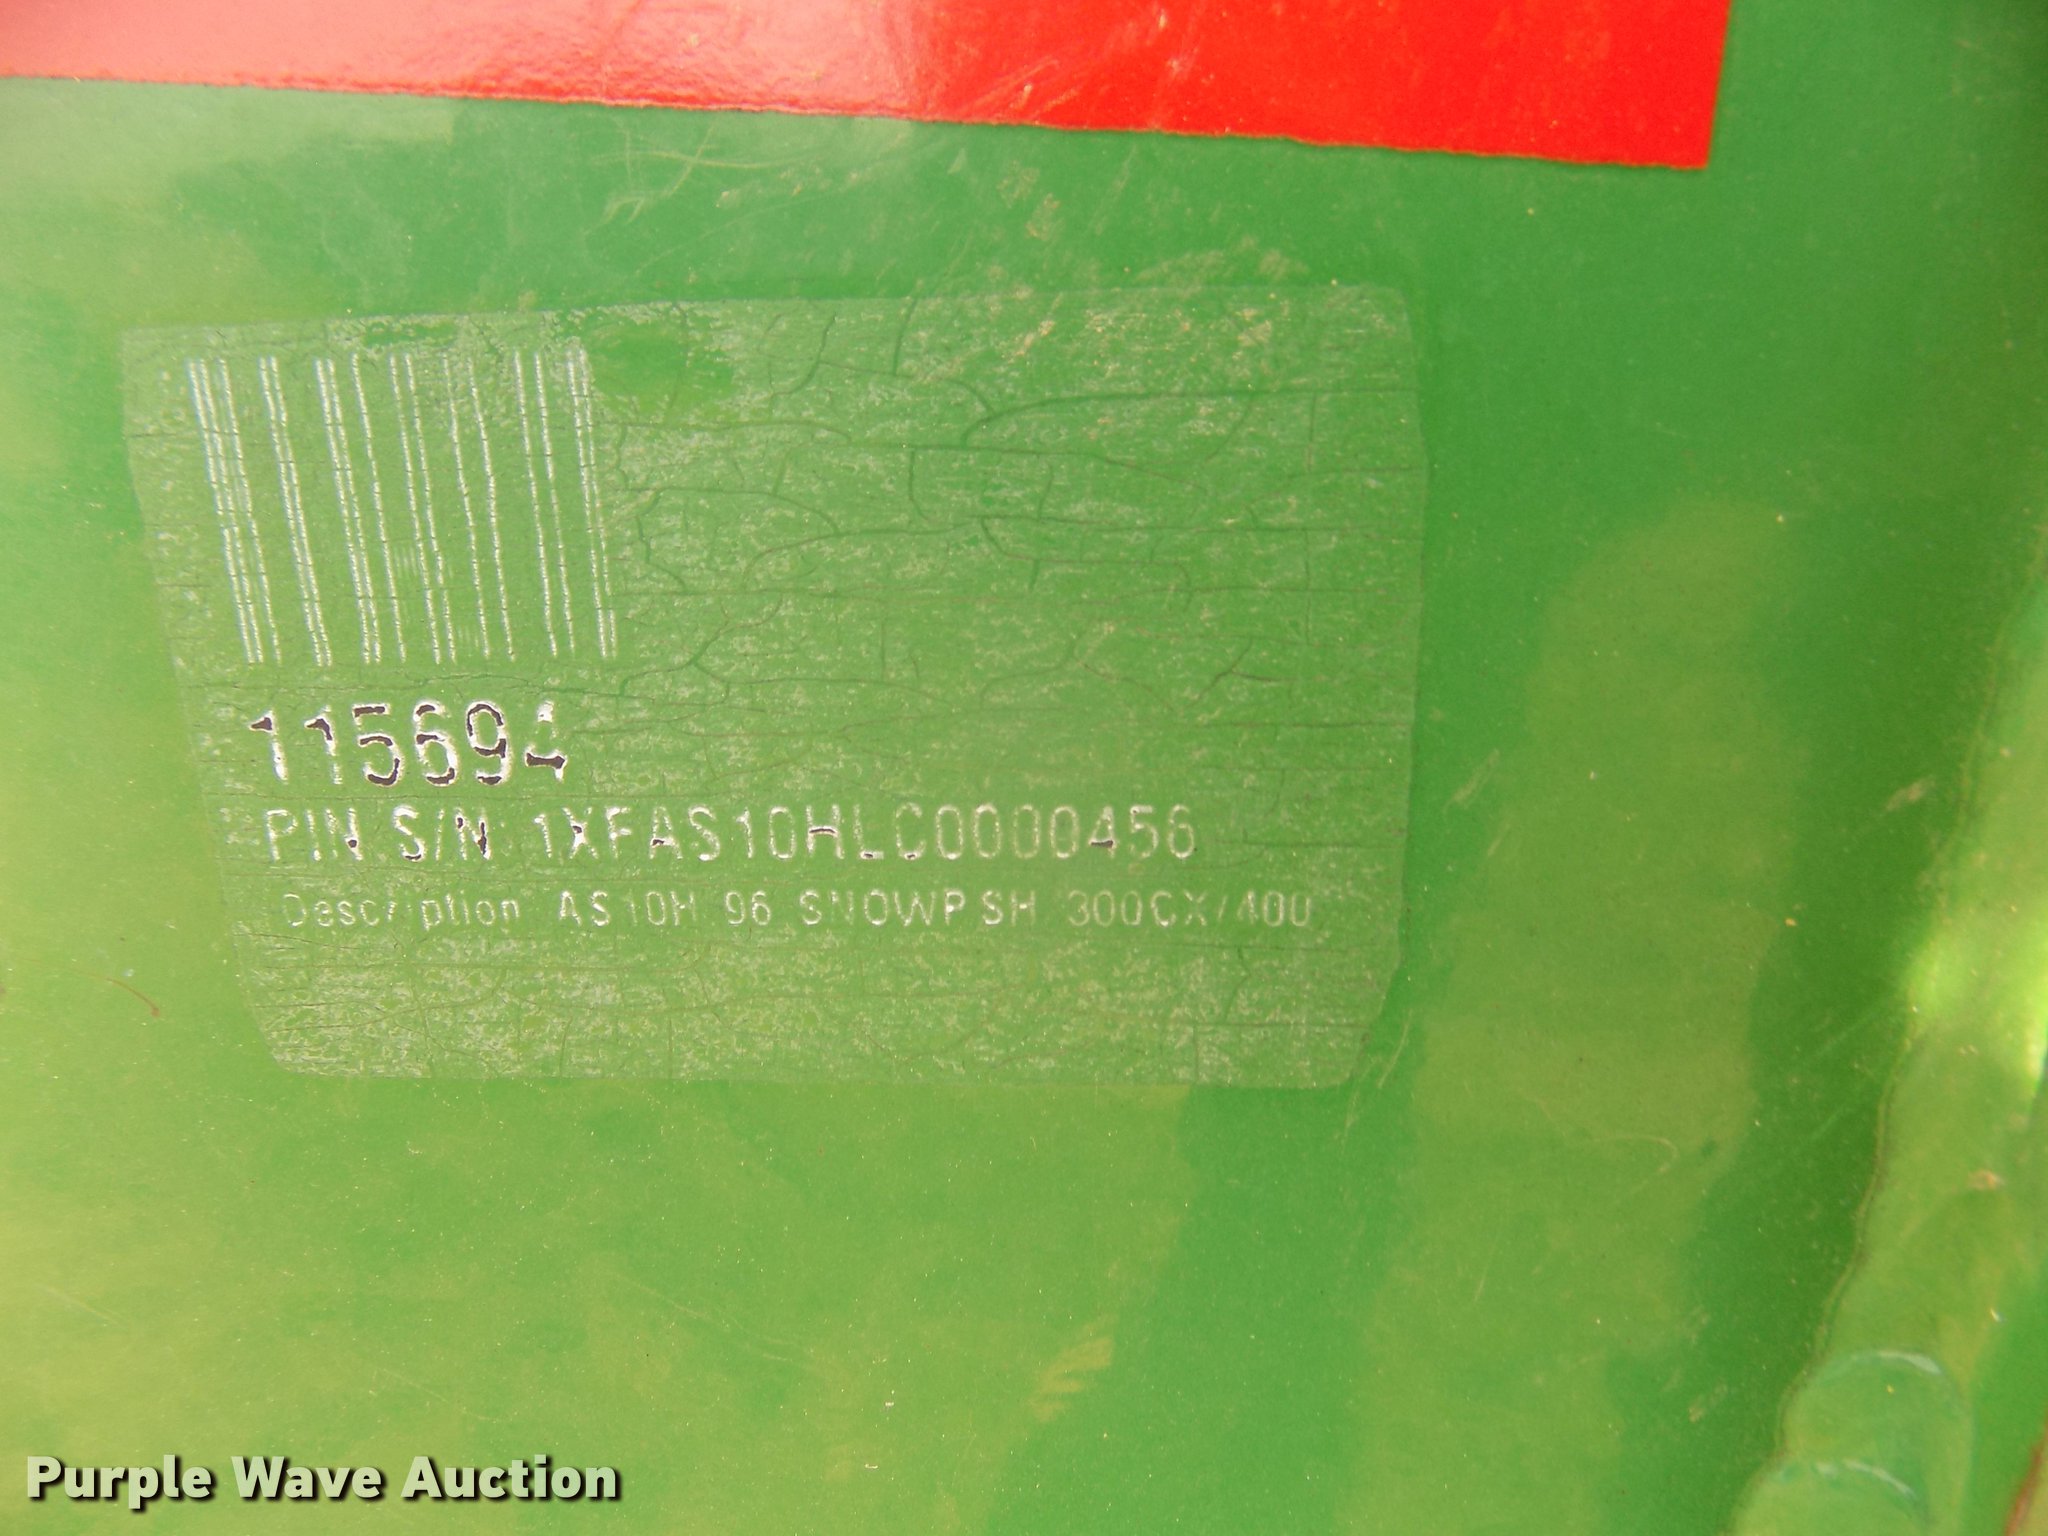 115694
PIN S/N: 1XFAS10HLC0000456
Description AS10H 96 SNOWPSH 300CX/400
Purple Wave Auction